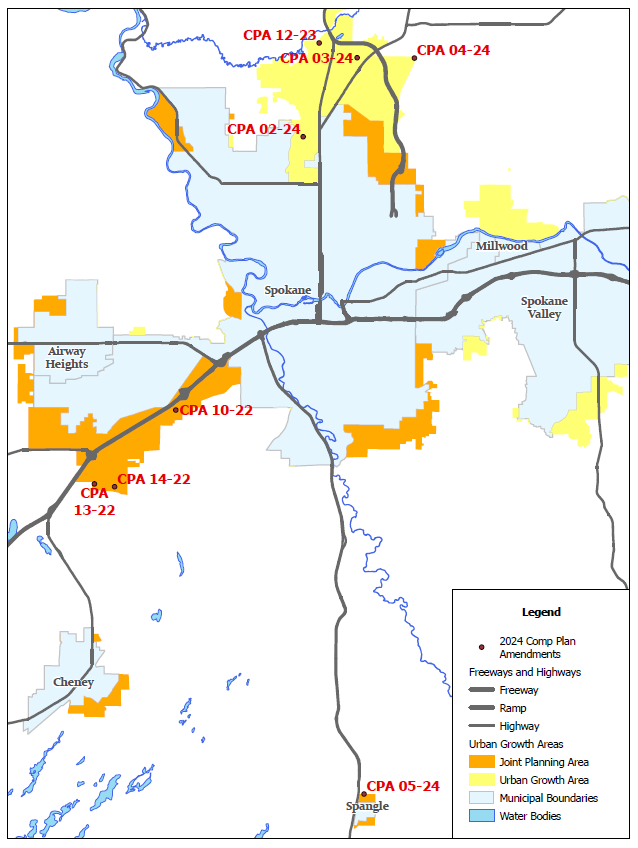 CPA 12-23
CPA 04-24
CPA 03-24
CPA 02-24
Millwood
Spokane
Spokane
Valley
Airway
Heights
CPA 10-22
CPA 14-22
CPA
13-22
Cheney
CPA 05-24
Spangle
Legend
2024 Comp Plan
Amendments
Freeways and Highways
Freeway
Ramp
Highway
Urban Growth Areas
Joint Planning Area
Urban Growth Area
Municipal Boundaries
Water Bodies